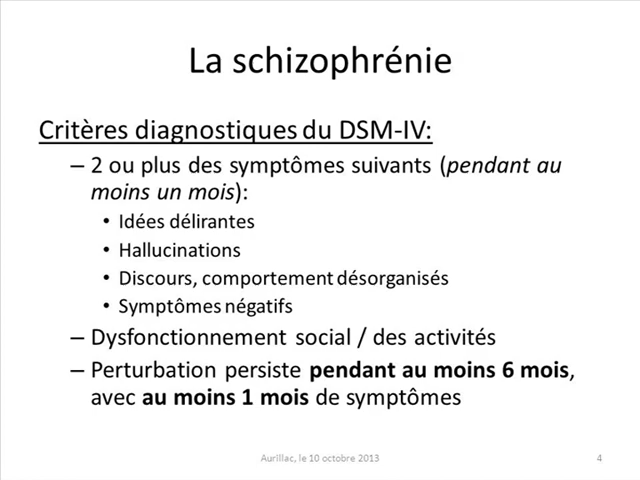 La schizophrénie
Critères diagnostiques du DSM-IV:
– 2 ou plus des symptômes suivants (pendant au
moins un mois):
• Idées délirantes
• Hallucinations
• Discours, comportement désorganisés
• Symptômes négatifs
– Dysfonctionnement social / des activités
– Perturbation persiste pendant au moins 6 mois,
avec au moins 1 mois de symptômes
Aurillac, le 10 octobre 2013
4